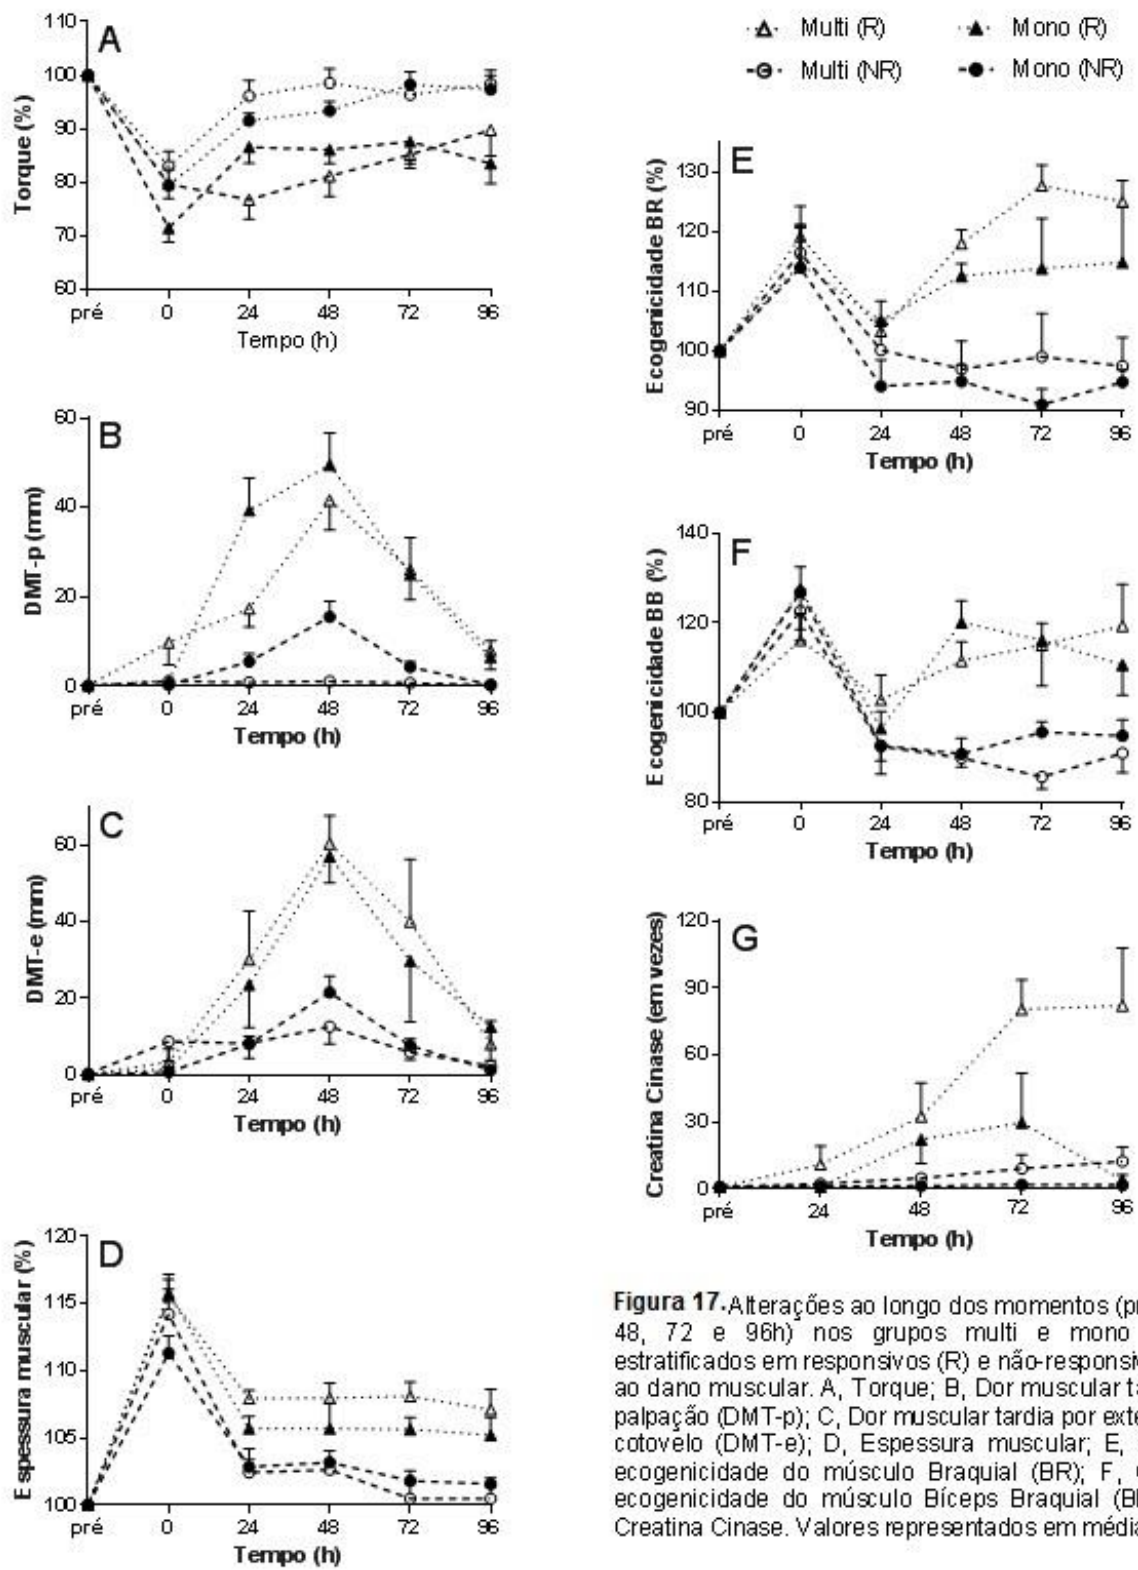 Multi (R)
Mono (R)
Multi (NR)
Mono (NR)
A
Torque (%)
110
100
90
80
70
60
pré
0
24
48
72
96
Tempo (h)
B
DMT-p (mm)
60
40
20
0
pré
0
24
48
72
96
Tempo (h)
C
DMT-e (mm)
60
40
20
0
pré
0
24
48
72
96
Tempo (h)
D
Espessura muscular (%)
120
115
110
105
100
pré
0
24
48
72
96
Tempo (h)
E
Ecogenicidade BR (%)
130
120
110
100
90
pré
0
24
48
72
96
Tempo (h)
F
Ecogenicidade BB (%)
140
120
100
80
pré
0
24
48
72
96
Tempo (h)
G
Creatina Cinase (em vezes)
120
90
60
30
0
pré
24
48
72
96
Tempo (h)
Figura 17. Alterações ao longo dos momentos (pr
48, 72 e 96h) nos grupos multi e mono
estratificados em responsivos (R) e não-responsiv
ao dano muscular. A, Torque; B, Dor muscular ta
palpação (DMT-p); C, Dor muscular tardia por exte
cotovelo (DMT-e); D, Espessura muscular; E,
ecogenicidade do músculo Braquial (BR); F,
ecogenicidade do músculo Bíceps Braquial (B
Creatina Cinase. Valores representados em média